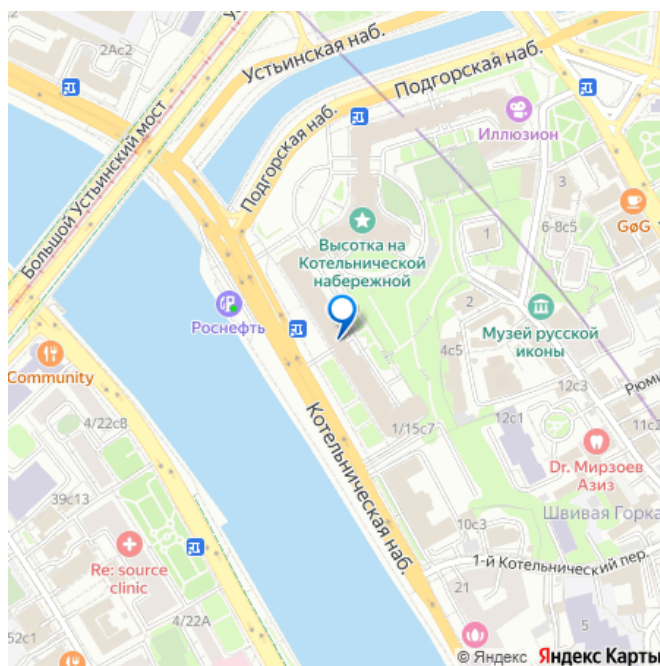 2Ас2
Устьинская наб.
Подгорская наб.
Большой Устьинский мост
Подгорская наб.
Иллюзион
3
GøG
6-8с5
1
Высотка на
Котельнической
набережной
2
Роснефть
Музей русской
иконы
4с5
Community
12с3
4/22с8
Котельническая наб.
1/15с7
12с1
11с2
Dr. Мирзоев
Азиз
39с13
10с3
Швивая Горка
Re: source
clinic
1-й Котельнический пер.
21
4/22А
5
52с1
© Яндекс Яндекс Карты